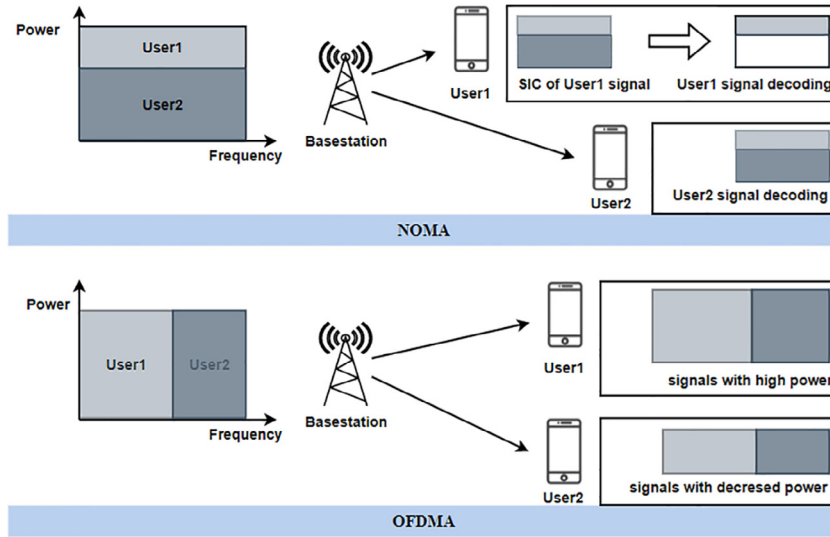 Power
User1
User2
Frequency
Basestation
User1
SIC of User1 signal
User1 signal decoding
User2
User2 signal decoding
NOMA
Power
User1
User2
Frequency
Basestation
User1
signals with high power
User2
signals with decresed power
OFDMA